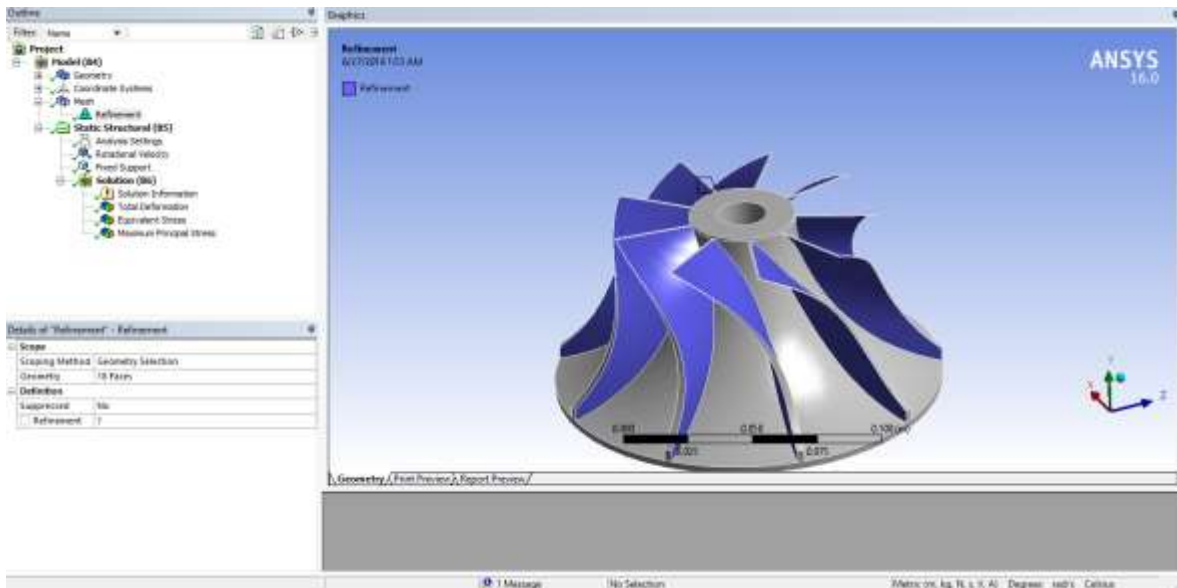 Outline
Filter: Name
Project
Model (B4)
Geometry
Coordinate Systems
Mesh
Refinement
Static Structural (B5)
Analysis Settings
Rotational Velocity
Fixed Support
Solution (B6)
Solution Information
Total Deformation
Equivalent Stress
Maximum Principal Stress
Details of "Refinement" - Refinement
Scope
Scoping Method Geometry Selection
Geometry 18 Faces
Definition
Suppressed No
Refinement
Graphics
Refinement
Refinement
ANSYS
16.0
0.000 0.050 0.100 (m)
0.025 0.075
Y
X
Z
Geometry Print Preview Report Preview
1 Message No Selection Metric (m, kg, N, s, V, A) Degrees rad/s Celsius